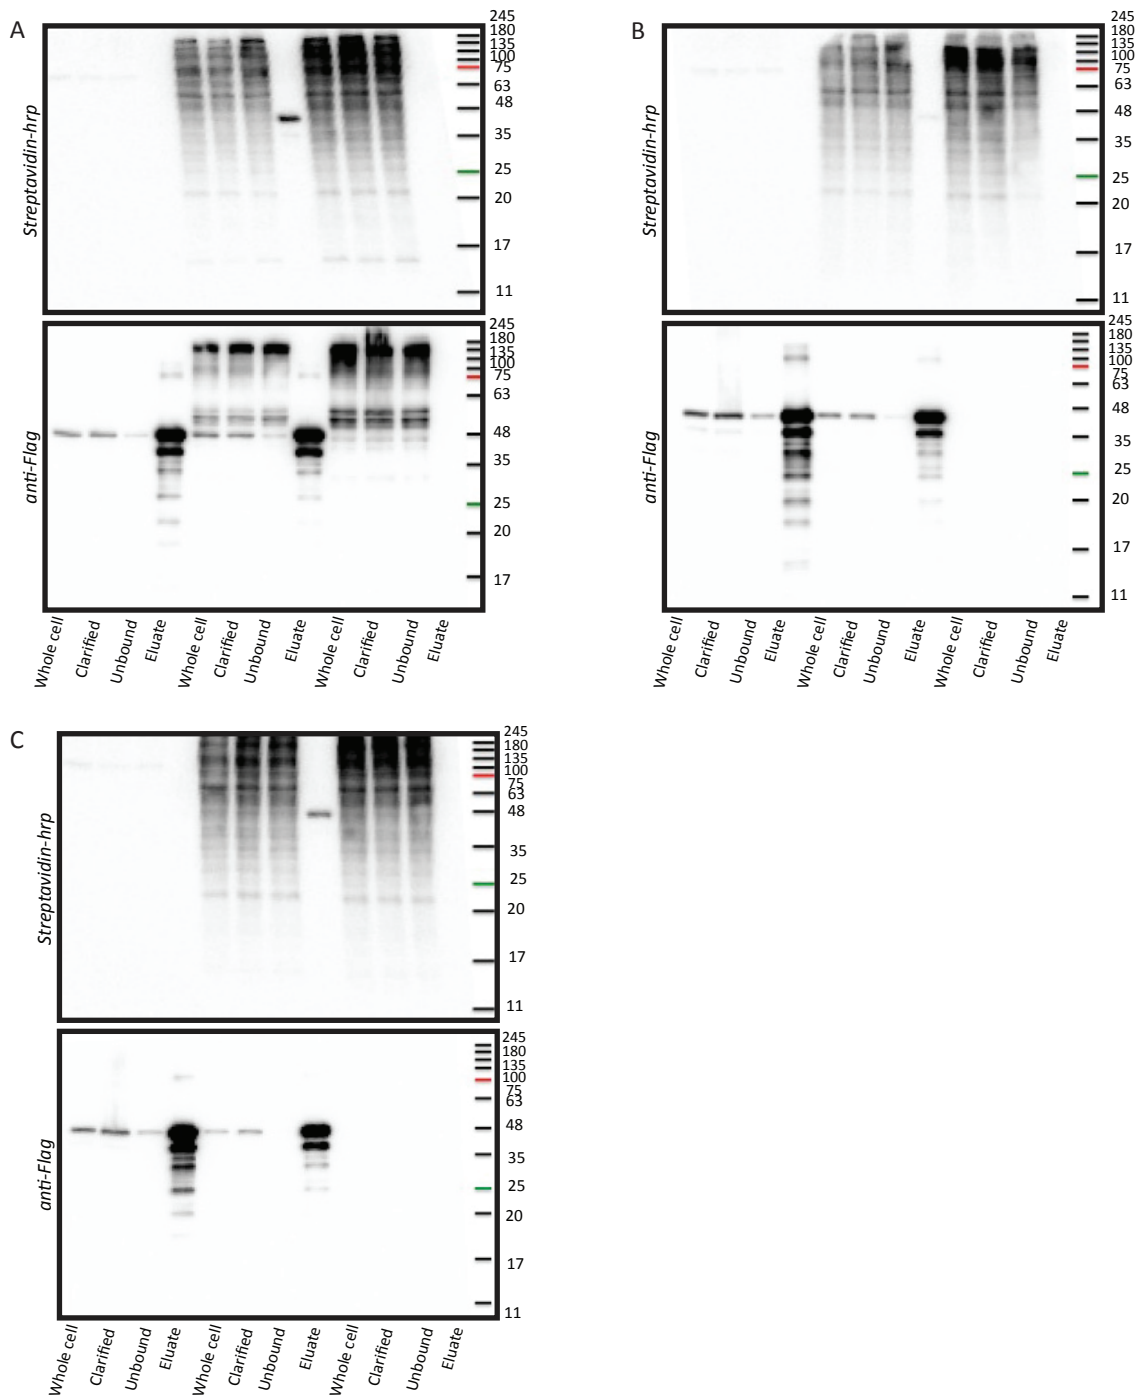 A
Streptavidin-hrp
245
180
135
100
75
63
48
35
25
20
17
11
anti-Flag
245
180
135
100
75
63
48
35
25
20
17
Whole cell
Clarified
Unbound
Eluate
Whole cell
Clarified
Unbound
Eluate
Whole cell
Clarified
Unbound
Eluate
B
Streptavidin-hrp
245
180
135
100
75
63
48
35
25
20
17
11
anti-Flag
245
180
135
100
75
63
48
35
25
20
17
11
Whole cell
Clarified
Unbound
Eluate
Whole cell
Clarified
Unbound
Eluate
Whole cell
Clarified
Unbound
Eluate
C
Streptavidin-hrp
245
180
135
100
75
63
48
35
25
20
17
11
anti-Flag
245
180
135
100
75
63
48
35
25
20
17
11
Whole cell
Clarified
Unbound
Eluate
Whole cell
Clarified
Unbound
Eluate
Whole cell
Clarified
Unbound
Eluate